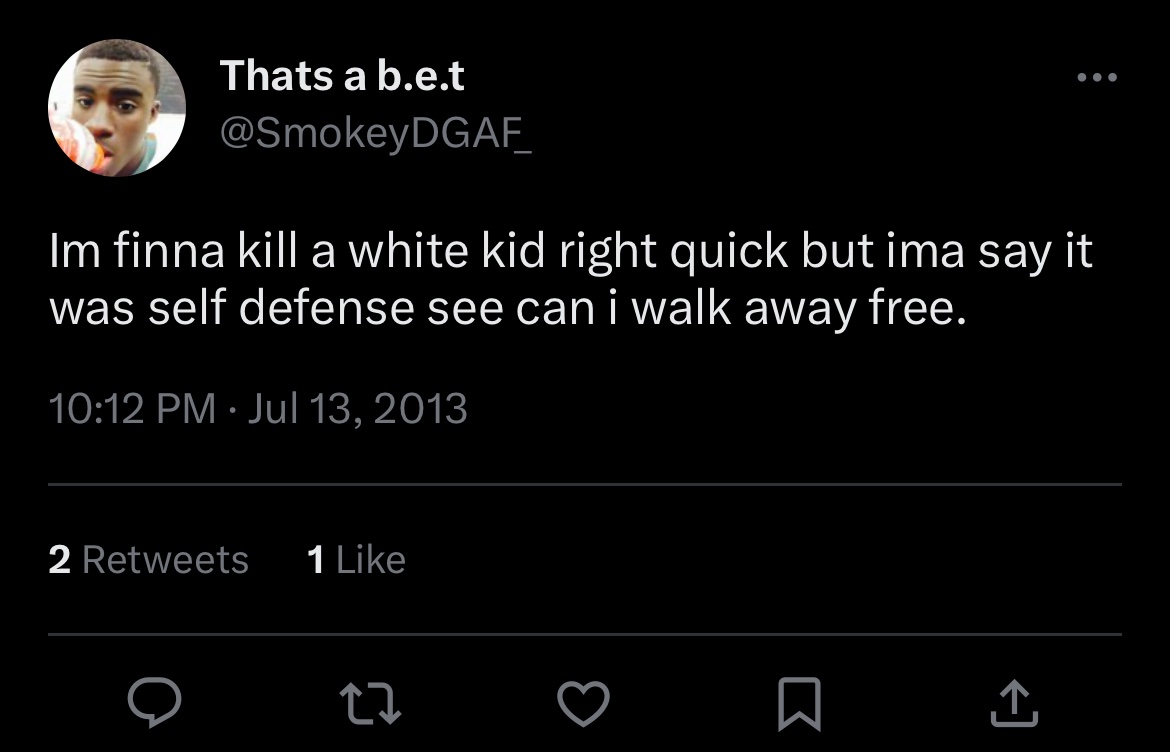 Thats a b.e.t
@SmokeyDGAF_
Im finna kill a white kid right quick but ima say it
was self defense see can i walk away free.
10:12 PM · Jul 13, 2013
2 Retweets 1 Like